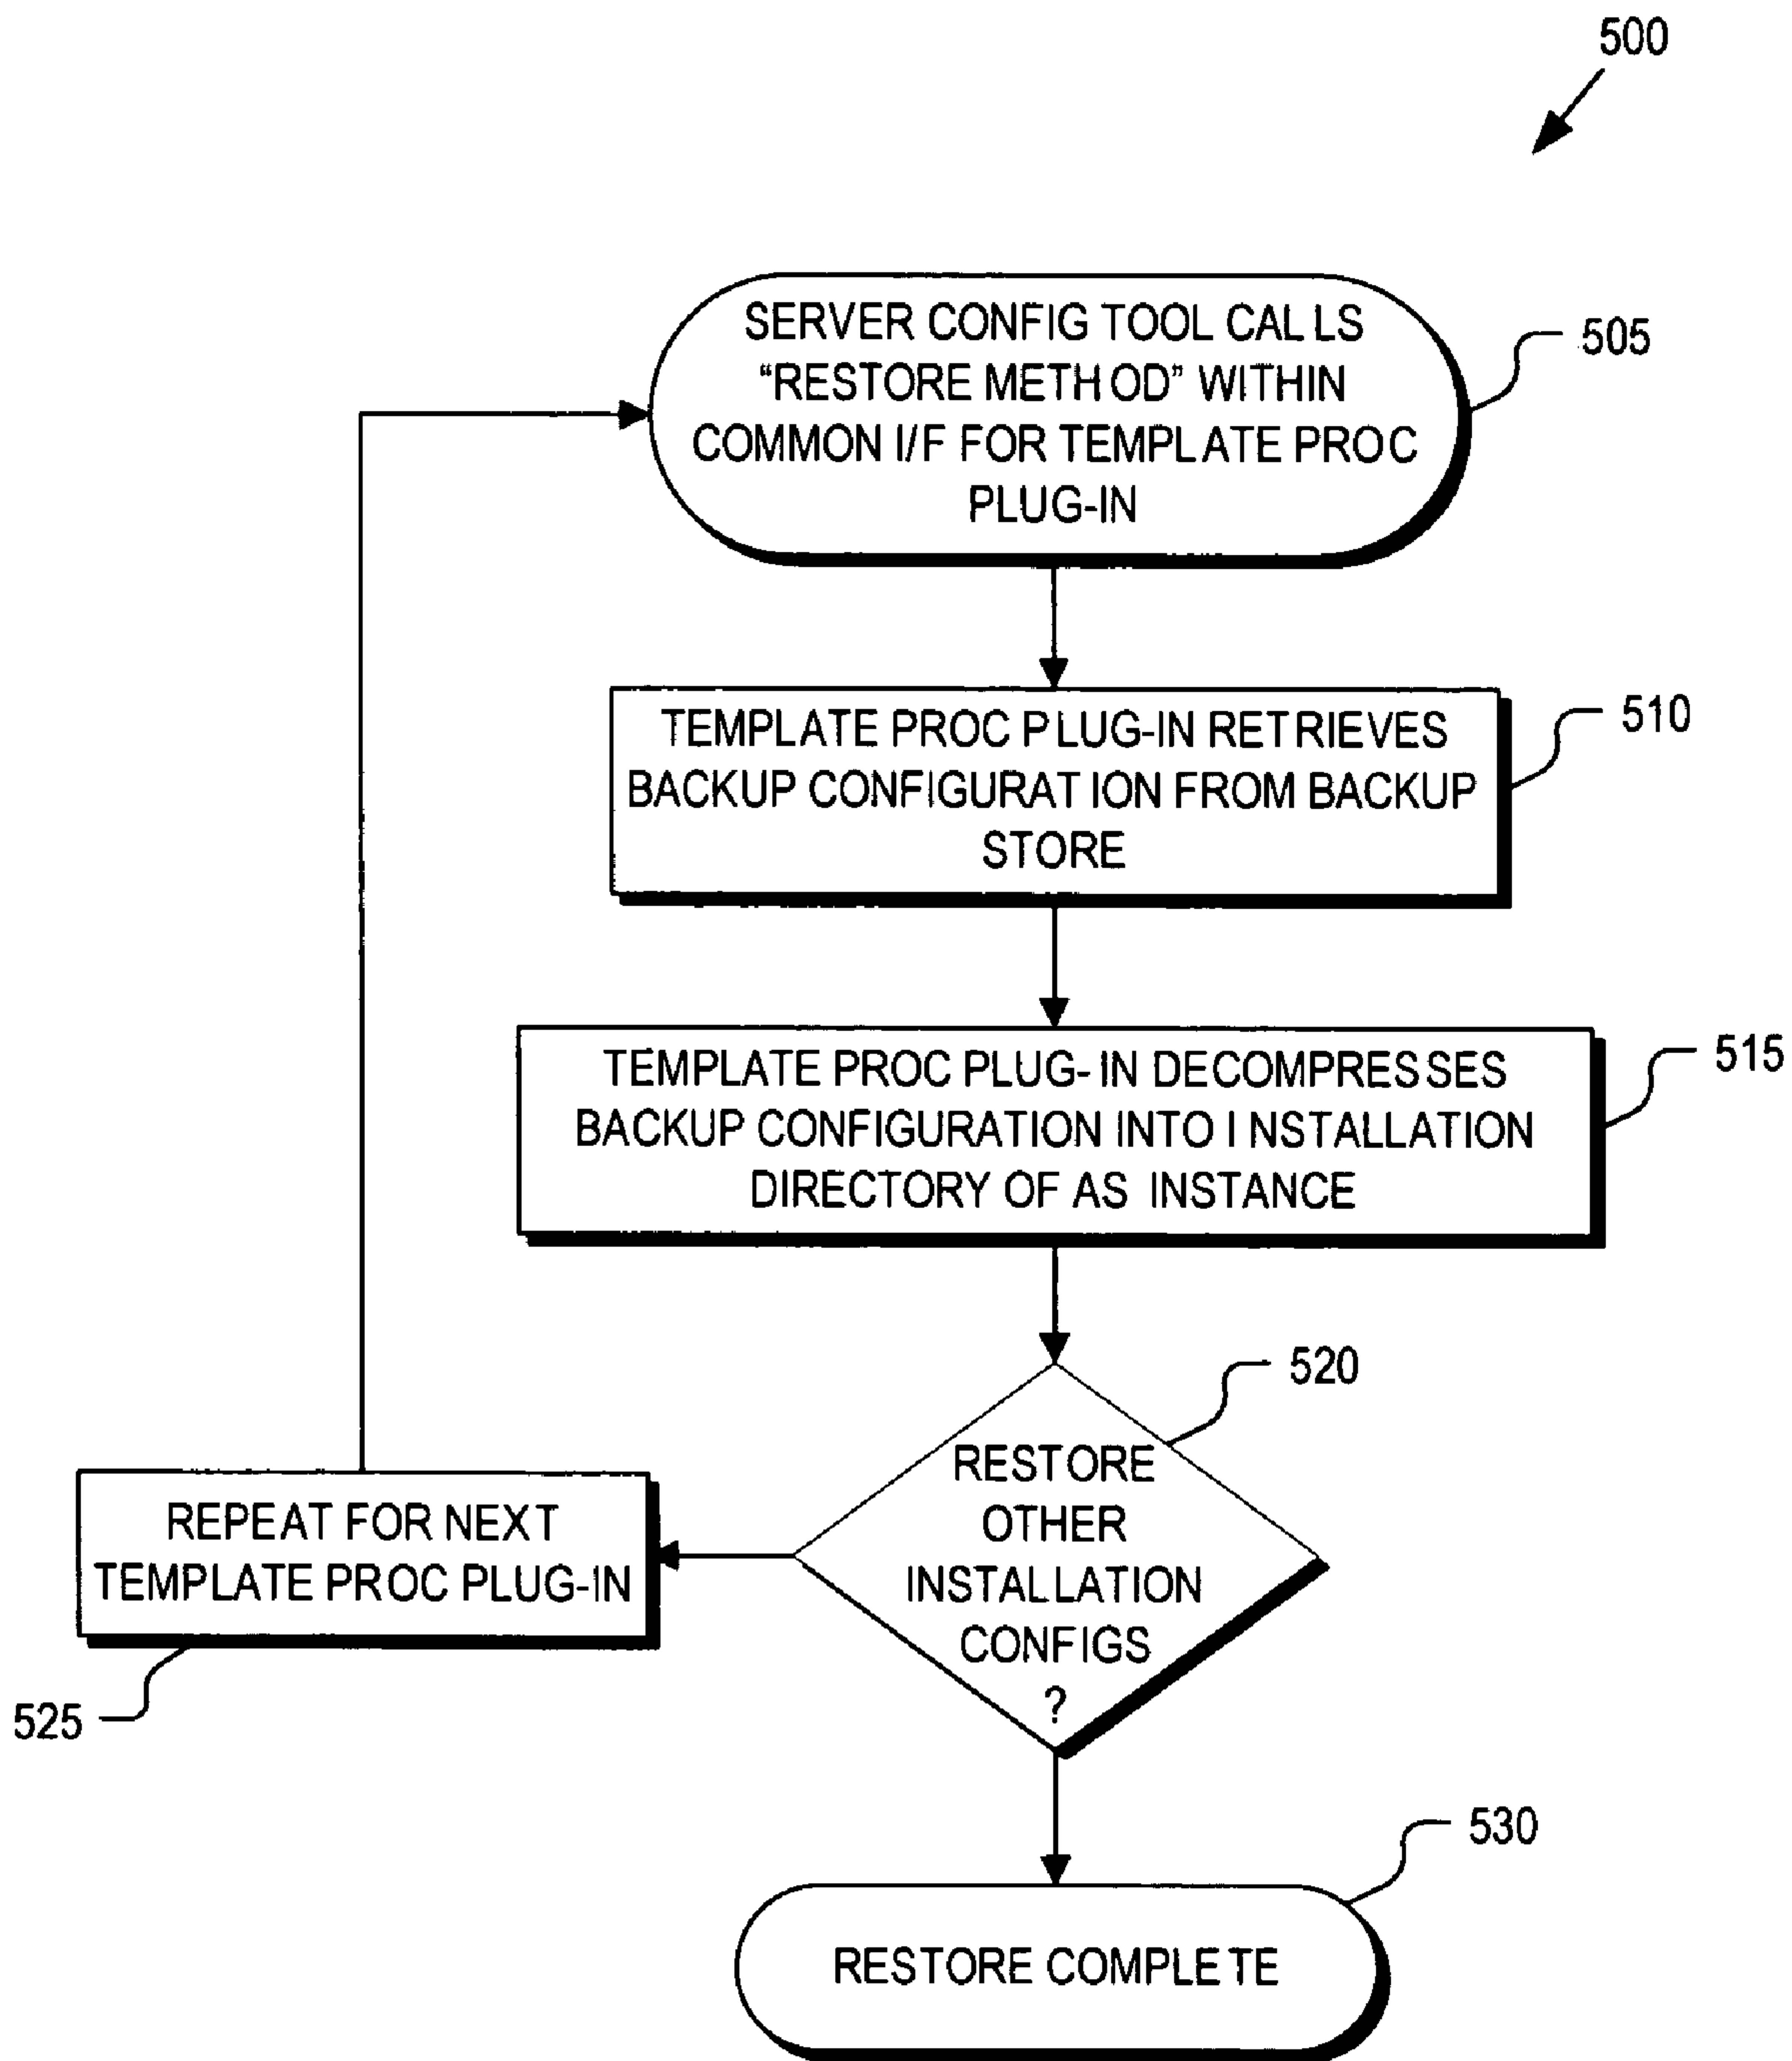 500
SERVER CONFIG TOOL CALLS
“RESTORE METHOD” WITHIN
COMMON I/F FOR TEMPLATE PROC
PLUG-IN
505
TEMPLATE PROC PLUG-IN RETRIEVES
BACKUP CONFIGURATION FROM BACKUP
STORE
510
TEMPLATE PROC PLUG-IN DECOMPRESSES
BACKUP CONFIGURATION INTO INSTALLATION
DIRECTORY OF AS INSTANCE
515
520
RESTORE
OTHER
INSTALLATION
CONFIGS
?
REPEAT FOR NEXT
TEMPLATE PROC PLUG-IN
525
530
RESTORE COMPLETE